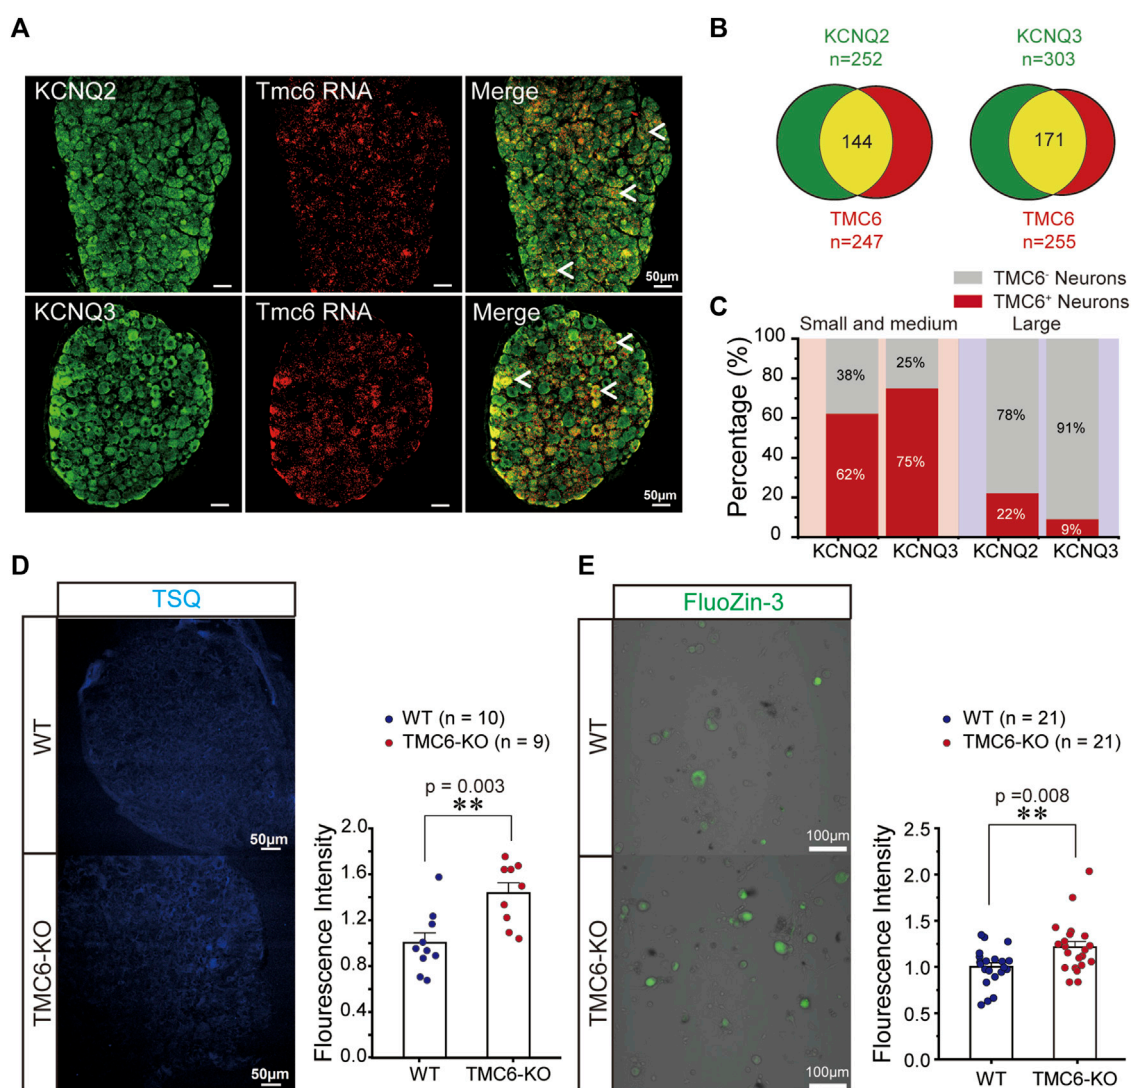 A
KCNQ2
Tmc6 RNA
Merge
50μm
KCNQ3
Tmc6 RNA
Merge
50μm
B
KCNQ2
n=252
KCNQ3
n=303
144
171
TMC6
n=247
TMC6
n=255
TMC6- Neurons
TMC6+ Neurons
C
Small and medium
Large
Percentage (%)
100
80
60
40
20
0
38%
62%
25%
75%
78%
22%
91%
9%
KCNQ2
KCNQ3
KCNQ2
KCNQ3
D
TSQ
WT
50μm
TMC6-KO
50μm
WT (n = 10)
TMC6-KO (n = 9)
p = 0.003
**
Flourescence Intensity
2.0
1.6
1.2
0.8
0.4
0.0
WT
TMC6-KO
E
FluoZin-3
WT
100μm
TMC6-KO
100μm
WT (n = 21)
TMC6-KO (n = 21)
p =0.008
**
Flourescence Intensity
2.5
2.0
1.5
1.0
0.5
0.0
WT
TMC6-KO